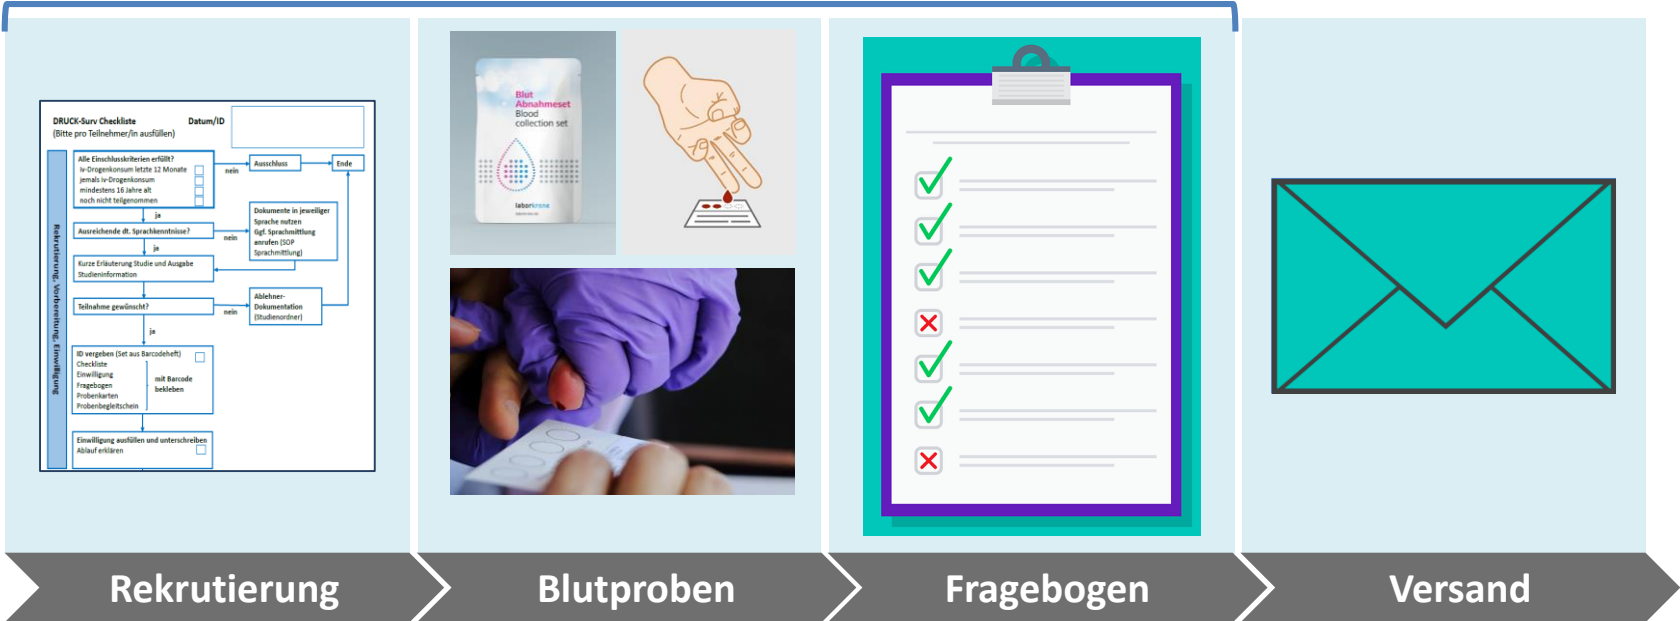 DRUCK-Surv Checkliste
Datum/ID
(Bitte pro Teilnehmer/in ausfüllen)
Rekrutierung, Vorbereitung, Einwilligung
Alle Einschlusskriterien erfüllt?
iv-Drogenkonsum letzte 12 Monate
jemals iv-Drogenkonsum
mindestens 16 Jahre alt
noch nicht teilgenommen
nein
Ausschluss
Ende
ja
Ausreichende dt. Sprachkenntnisse?
nein
Dokumente in jeweiliger
Sprache nutzen
Ggf. Sprachmittlung
anrufen (SOP
Sprachmittlung)
ja
Kurze Erläuterung Studie und Ausgabe
Studieninformation
Teilnahme gewünscht?
nein
Ablehner-
Dokumentation
(Studienordner)
ja
ID vergeben (Set aus Barcodeheft)
Checkliste
Einwilligung
Fragebogen
Probenkarten
Probenbegleitschein
mit Barcode
bekleben
Einwilligung ausfüllen und unterschreiben
Ablauf erklären
Blut
Abnahmeset
Blood
collection set
laborkrone
Rekrutierung
Blutproben
Fragebogen
Versand